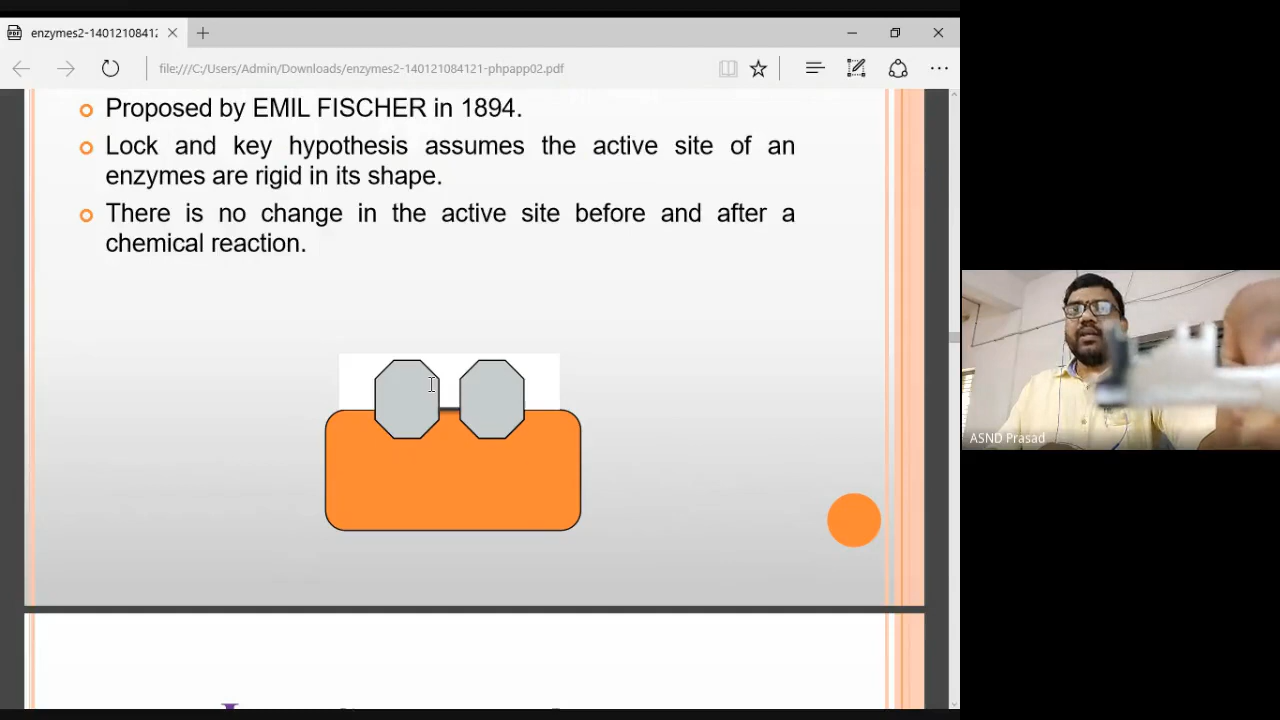 enzymes2-140121084121
file:///C:/Users/Admin/Downloads/enzymes2-140121084121-phpapp02.pdf
Proposed by EMIL FISCHER in 1894.
Lock and key hypothesis assumes the active site of an
enzymes are rigid in its shape.
There is no change in the active site before and after a
chemical reaction.
ASND Prasad